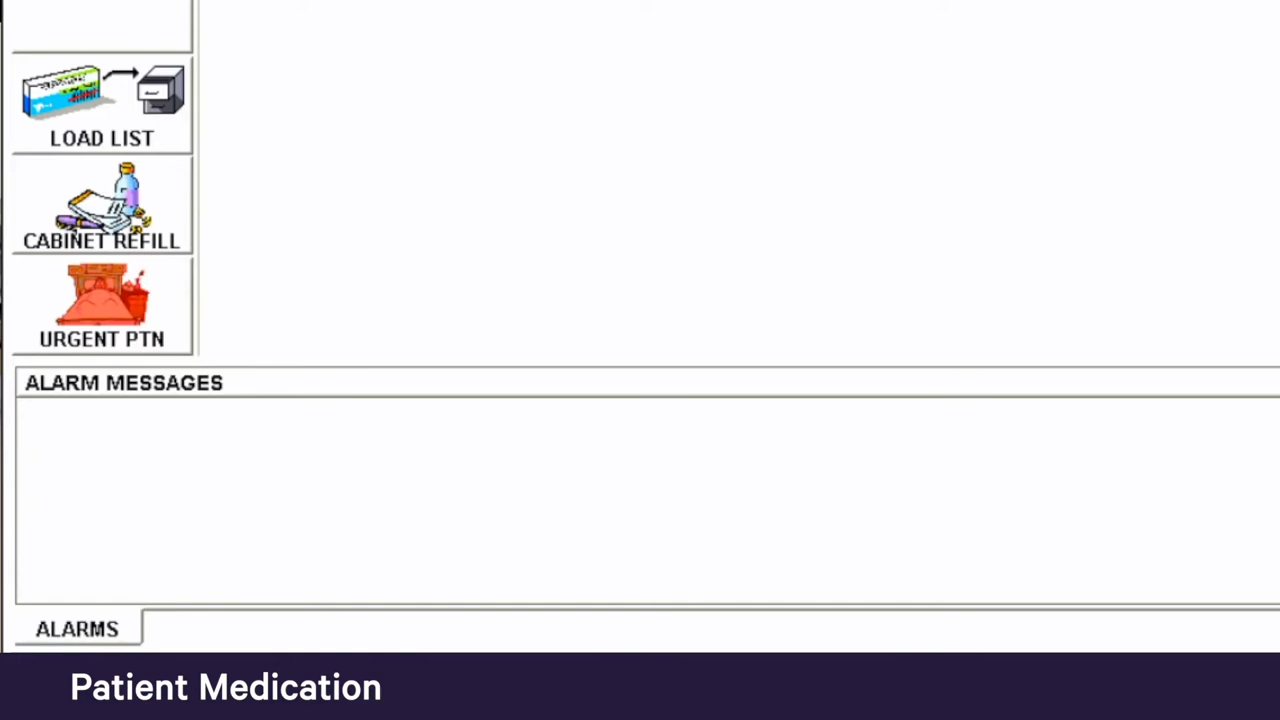 LOAD LIST
CABINET REFILL
URGENT PTN
ALARM MESSAGES
ALARMS
Patient Medication